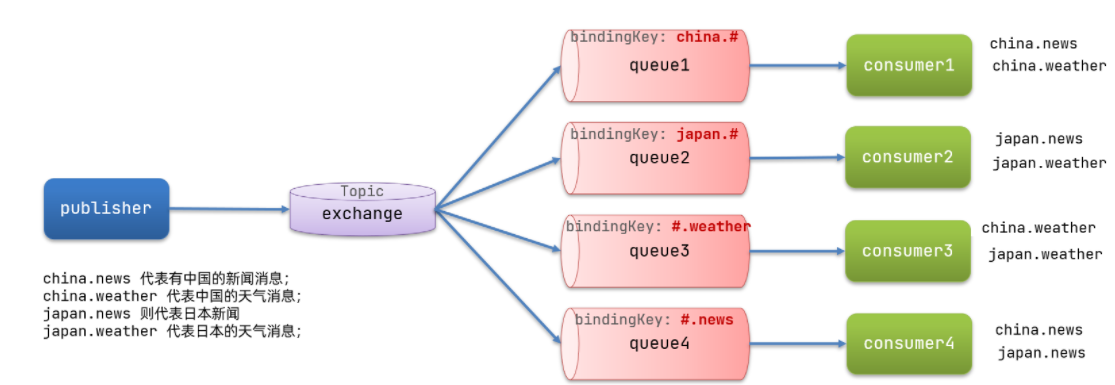 publisher
Topic
exchange
bindingKey: china.#
queue1
consumer1
china.news
china.weather
bindingKey: japan.#
queue2
consumer2
japan.news
japan.weather
bindingKey: #.weather
queue3
consumer3
china.weather
japan.weather
bindingKey: #.news
queue4
consumer4
china.news
japan.news
china.news 代表有中国的新闻消息；
china.weather 代表中国的天气消息；
japan.news 则代表日本新闻
japan.weather 代表日本的天气消息；